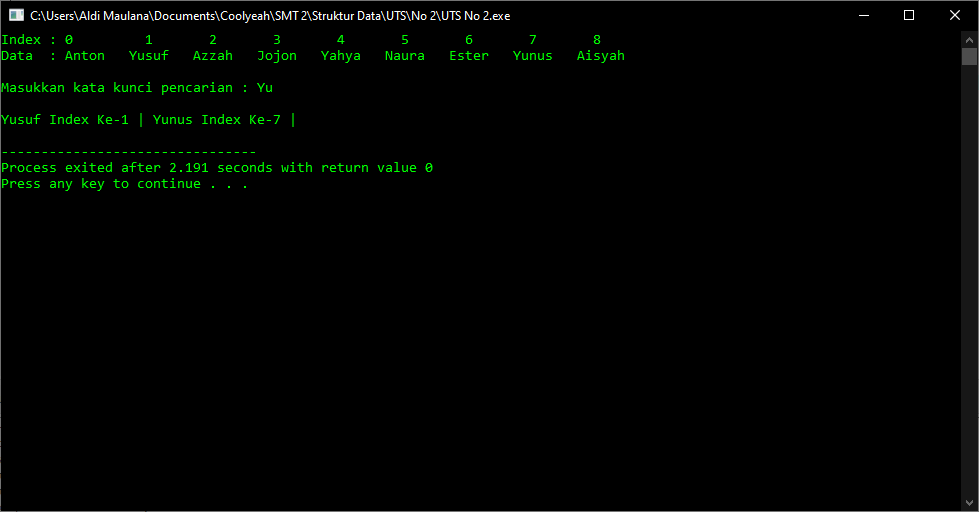 C:\Users\Aldi Maulana\Documents\Coolyeah\SMT 2\Struktur Data\UTS\No 2\UTS No 2.exe
Index : 0         1       2       3       4       5       6       7       8
Data  : Anton   Yusuf   Azzah   Jojon   Yahya   Naura   Ester   Yunus   Aisyah
Masukkan kata kunci pencarian : Yu
Yusuf Index Ke-1 | Yunus Index Ke-7 |
--------------------------------
Process exited after 2.191 seconds with return value 0
Press any key to continue . . .